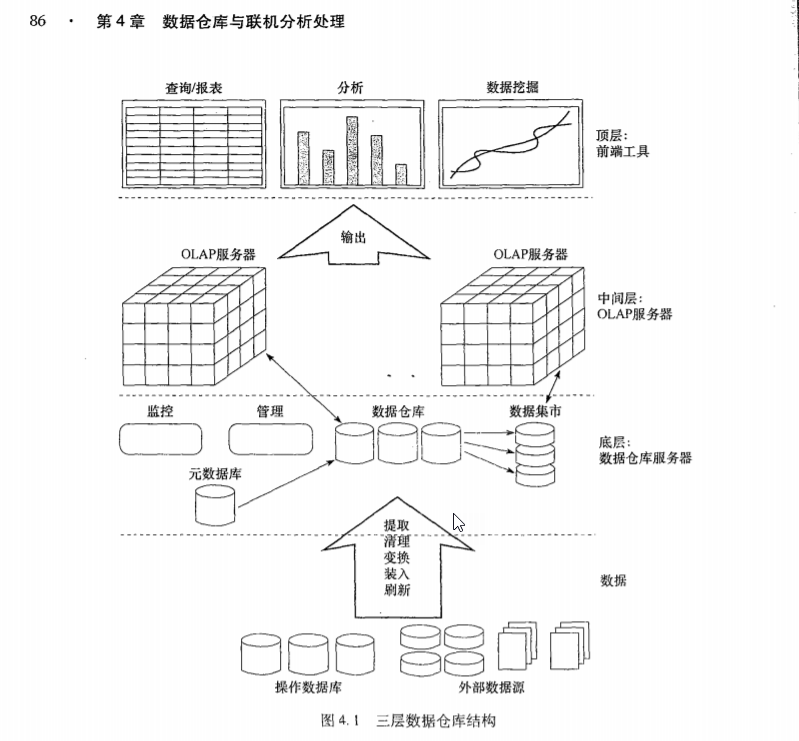 86 · 第4章 数据仓库与联机分析处理
查询/报表
分析
数据挖掘
顶层：
前端工具
输出
OLAP服务器
OLAP服务器
中间层：
OLAP服务器
监控
管理
数据仓库
数据集市
底层：
数据仓库服务器
元数据库
提取
清理
变换
装入
刷新
数据
操作数据库
外部数据源
图4.1 三层数据仓库结构